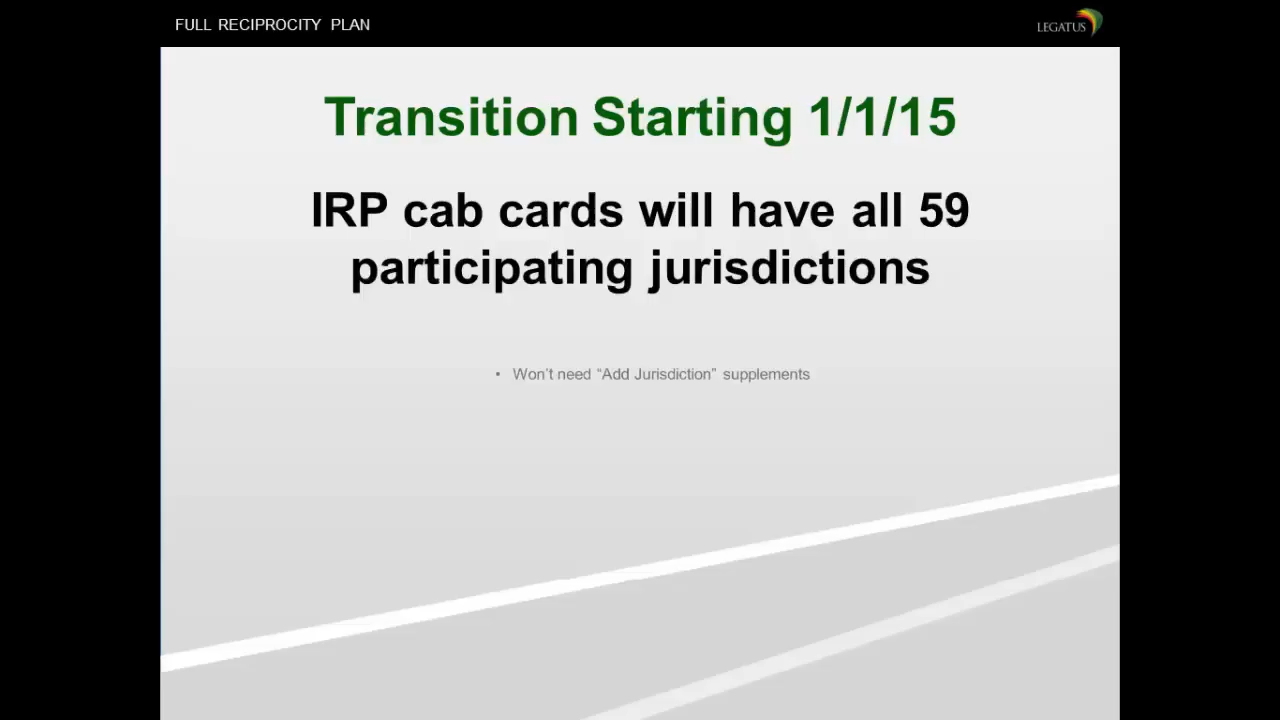 FULL RECIPROCITY PLAN
LEGATUS
Transition Starting 1/1/15
IRP cab cards will have all 59
participating jurisdictions
• Won’t need “Add Jurisdiction” supplements